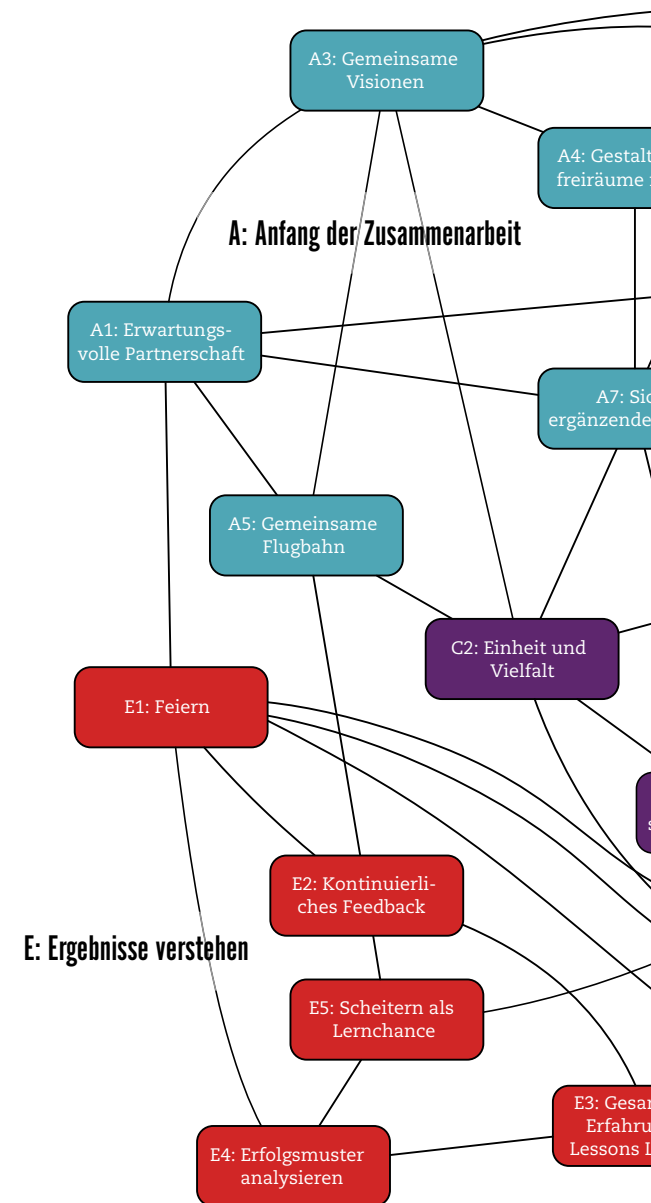 A3: Gemeinsame
Visionen
A4: Gestalt
freiräume
A: Anfang der Zusammenarbeit
A1: Erwartungs-
volle Partnerschaft
A7: Sic
ergänzende
A5: Gemeinsame
Flugbahn
C2: Einheit und
Vielfalt
E1: Feiern
E2: Kontinuierli-
ches Feedback
E: Ergebnisse verstehen
E5: Scheitern als
Lernchance
E3: Gesa
Erfahru
Lessons L
E4: Erfolgsmuster
analysieren